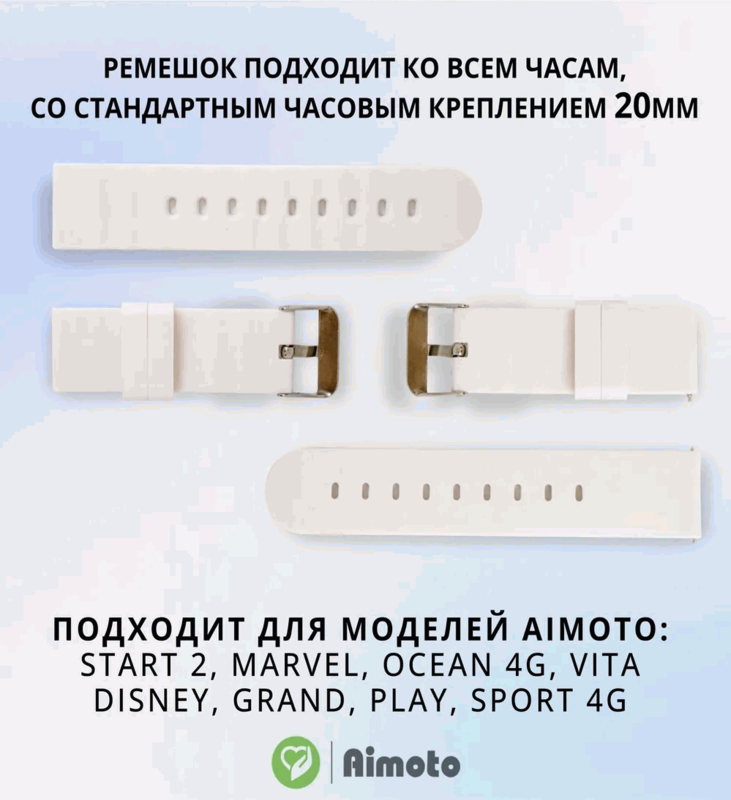 РЕМЕШОК ПОДХОДИТ КО ВСЕМ ЧАСАМ,
СО СТАНДАРТНЫМ ЧАСОВЫМ КРЕПЛЕНИЕМ 20ММ
ПОДХОДИТ ДЛЯ МОДЕЛЕЙ AIMOTO:
START 2, MARVEL, OCEAN 4G, VITA
DISNEY, GRAND, PLAY, SPORT 4G
Aimoto